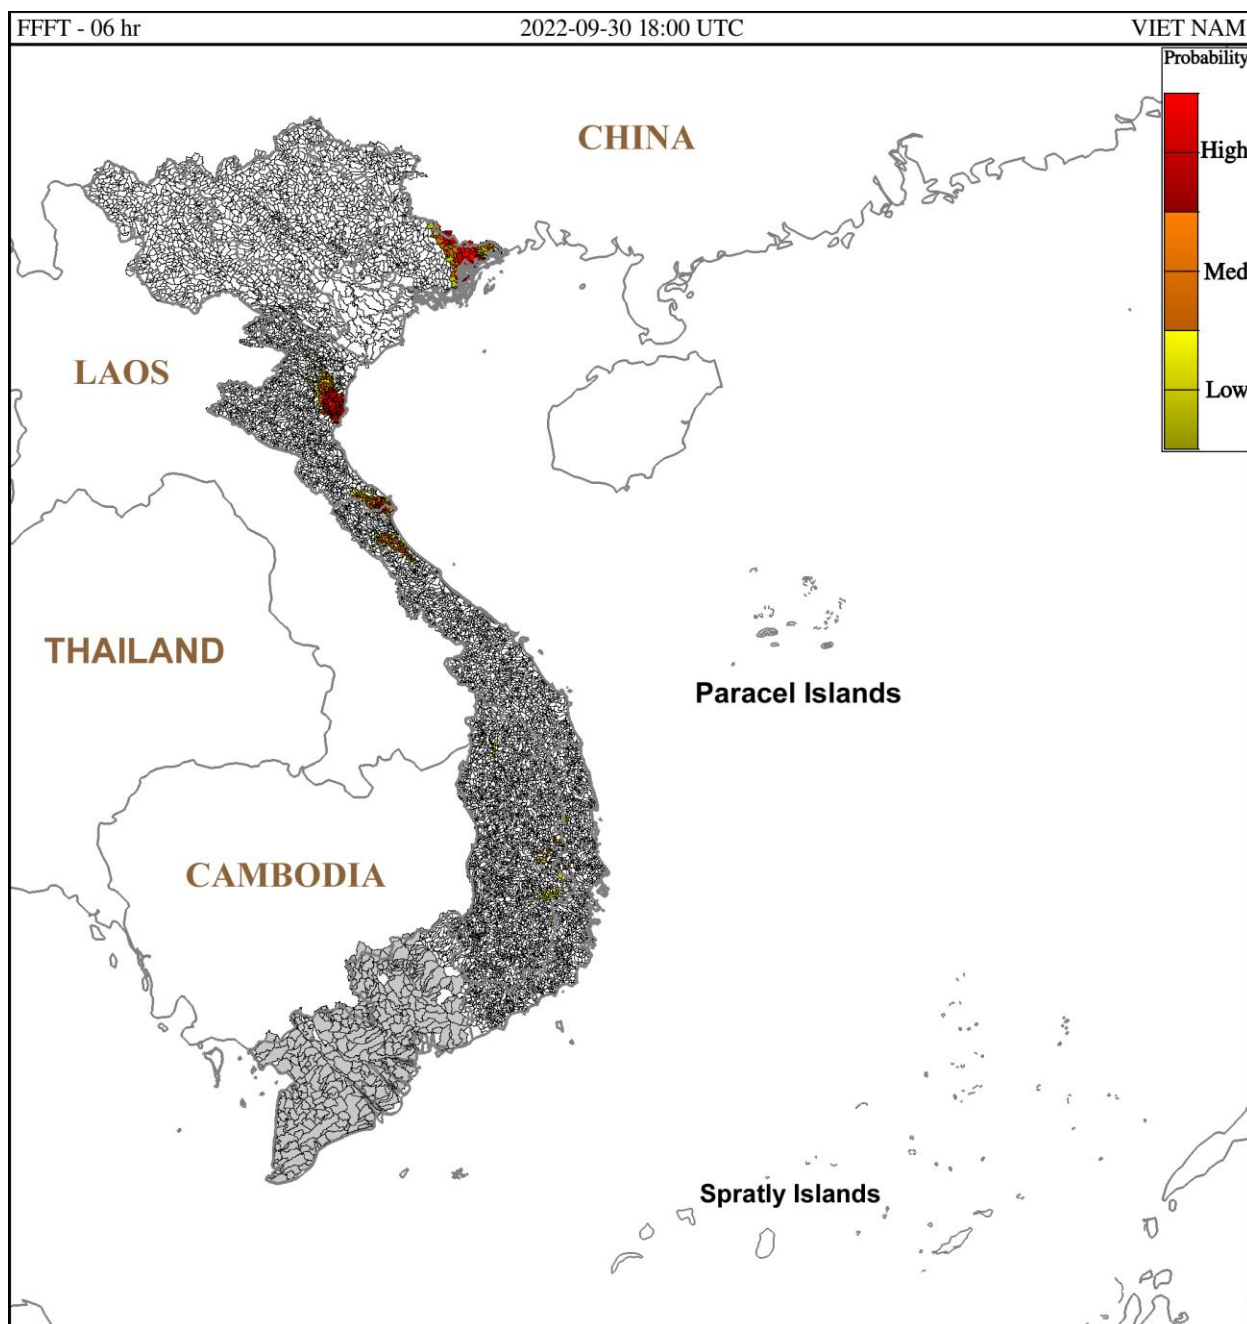 FFFT - 06 hr
2022-09-30 18:00 UTC
VIET NAM
Probability
CHINA
High
Med
LAOS
Low
THAILAND
Paracel Islands
CAMBODIA
Spratly Islands